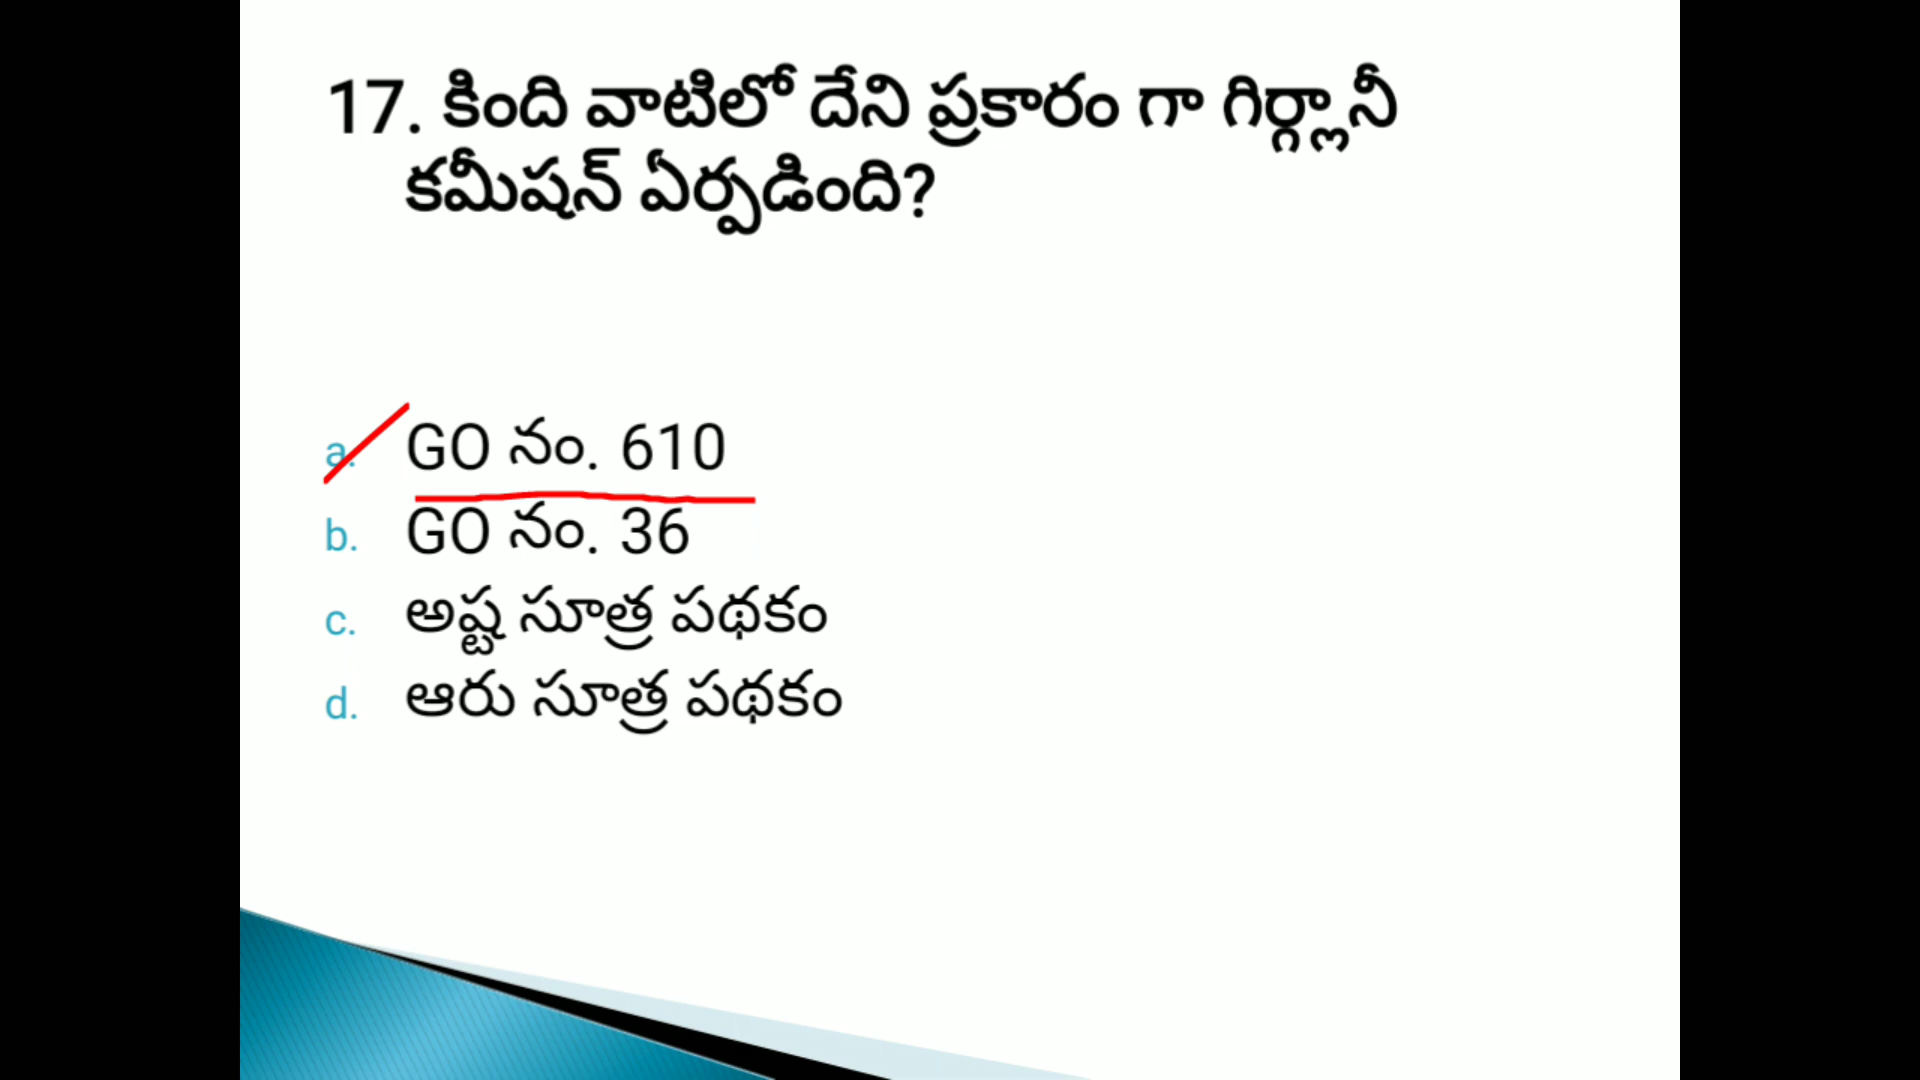 17. కింది వాటిలో దేని ప్రకారం గా గిర్గ్లానీ
కమీషన్ ఏర్పడింది?
a. GO నం. 610
b. GO నం. 36
c. అష్ట సూత్ర పథకం
d. ఆరు సూత్ర పథకం